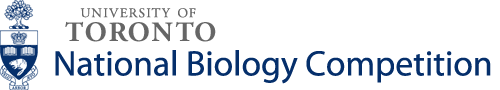 UNIVERSITY OF
TORONTO
National Biology Competition